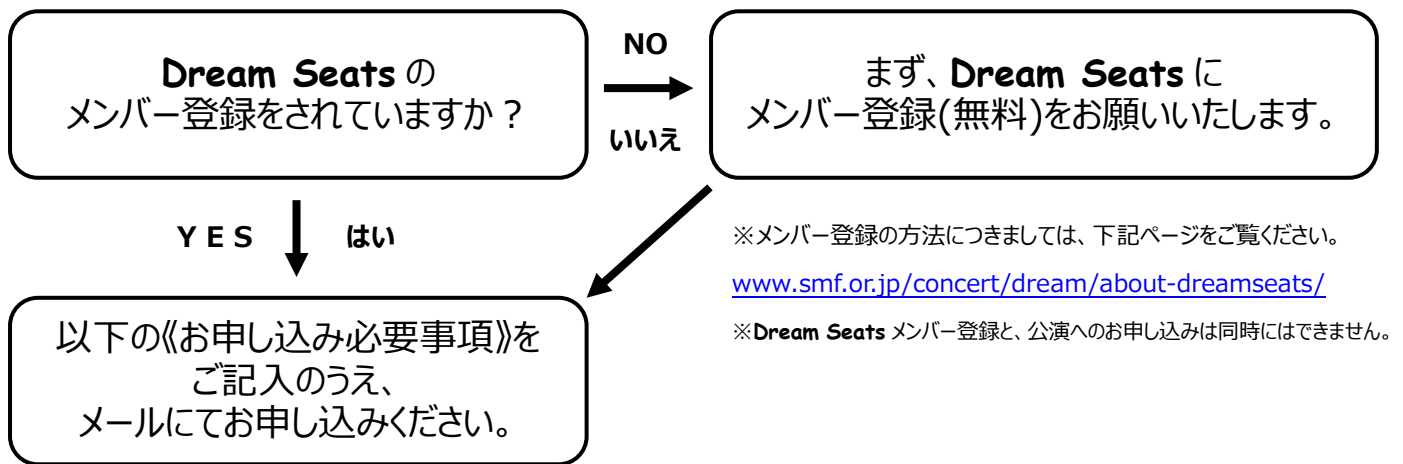 Dream Seats の
メンバー登録をされていますか？
NO
いいえ
まず、Dream Seats に
メンバー登録(無料)をお願いいたします。
YES はい
※メンバー登録の方法につきましては、下記ページをご覧ください。
www.smf.or.jp/concert/dream/about-dreamseats/
※Dream Seats メンバー登録と、公演へのお申し込みは同時にはできません。
以下の《お申し込み必要事項》を
ご記入のうえ、
メールにてお申し込みください。